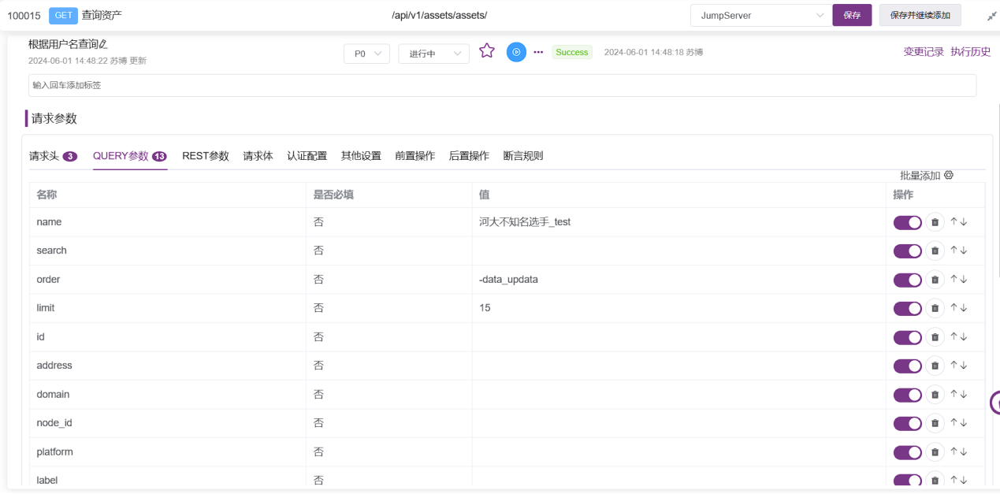 100015 GET 查询资产 /api/v1/assets/assets/ JumpServer 保存 保存并继续添加
根据用户名查询
2024-06-01 14:48:22 苏博 更新 P0 进行中 Success 2024-06-01 14:48:18 苏博 变更记录 执行历史
输入回车添加标签
请求参数
请求头 3 QUERY参数 13 REST参数 请求体 认证配置 其他设置 前置操作 后置操作 断言规则
批量添加
名称 是否必填 值 操作
name 否 河大不知名选手_test
search 否
order 否 -data_updata
limit 否 15
id 否
address 否
domain 否
node_id 否
platform 否
label 否